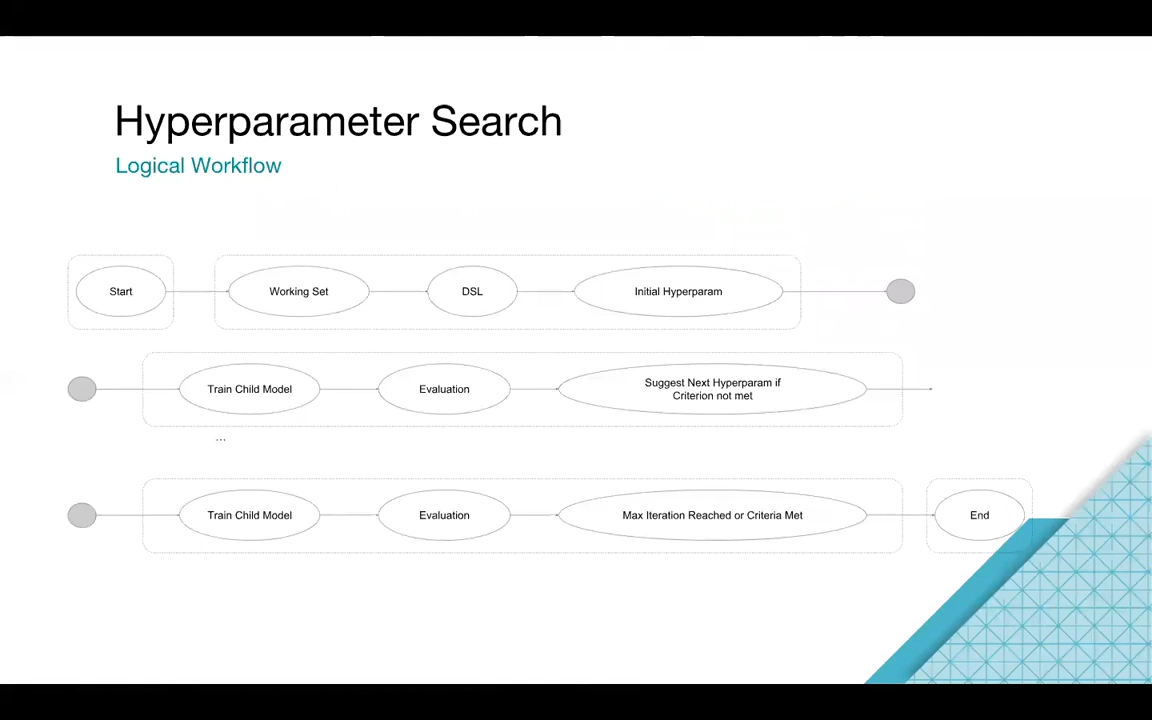 Hyperparameter Search
Logical Workflow
Start
Working Set
DSL
Initial Hyperparam
Train Child Model
Evaluation
Suggest Next Hyperparam if
Criterion not met
...
Train Child Model
Evaluation
Max Iteration Reached or Criteria Met
End